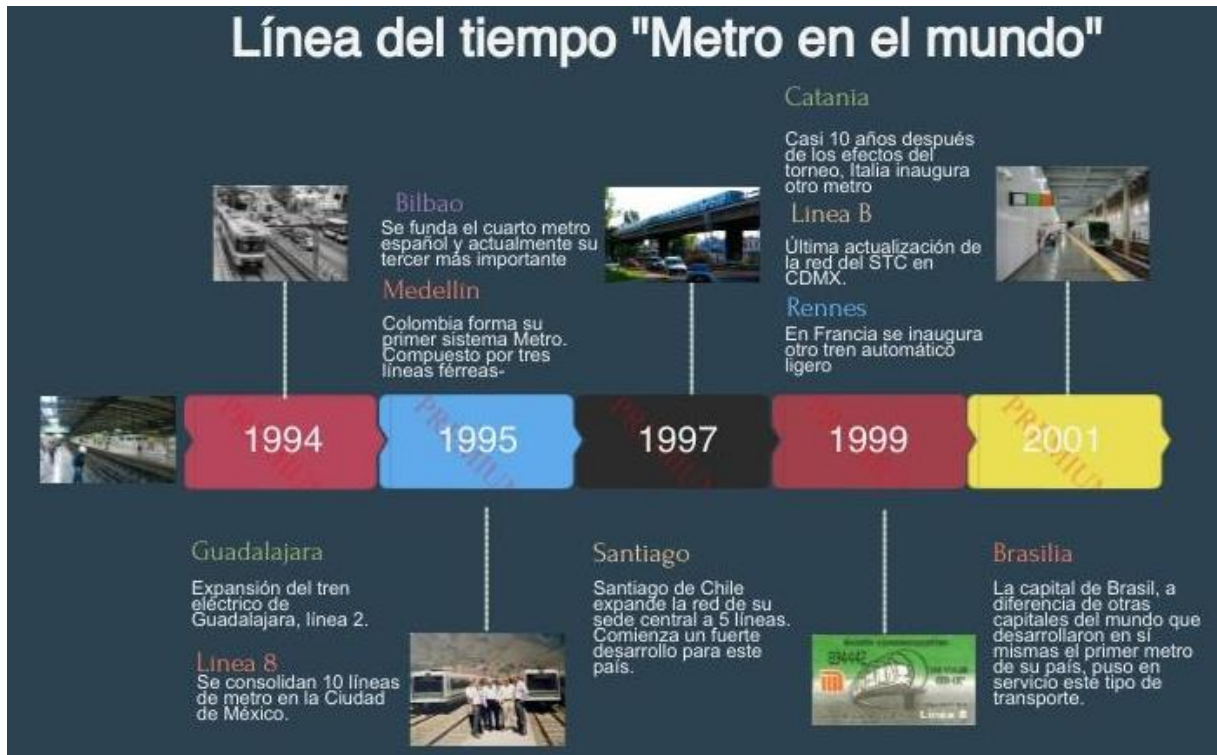 Línea del tiempo "Metro en el mundo"
Catania
Casi 10 años después
de los efectos del
torneo, Italia inaugura
otro metro
Linea B
Última actualización de
la red del STC en
CDMX.
Rennes
En Francia se inaugura
otro tren automático
ligero
Bilbao
Se funda el cuarto metro
español y actualmente su
tercer más importante
Medellín
Colombia forma su
primer sistema Metro.
Compuesto por tres
líneas férreas-
1994
1995
1997
1999
2001
PREMIUM
PREMIUM
PREMIUM
PREMIUM
PREMIUM
Guadalajara
Expansión del tren
eléctrico de
Guadalajara, línea 2.
Linea 8
Se consolidan 10 líneas
de metro en la Ciudad
de México.
Santiago
Santiago de Chile
expande la red de su
sede central a 5 líneas.
Comienza un fuerte
desarrollo para este
país.
Linea B
Brasilia
La capital de Brasil, a
diferencia de otras
capitales del mundo que
desarrollaron en sí
mismas el primer metro
de su país, puso en
servicio este tipo de
transporte.